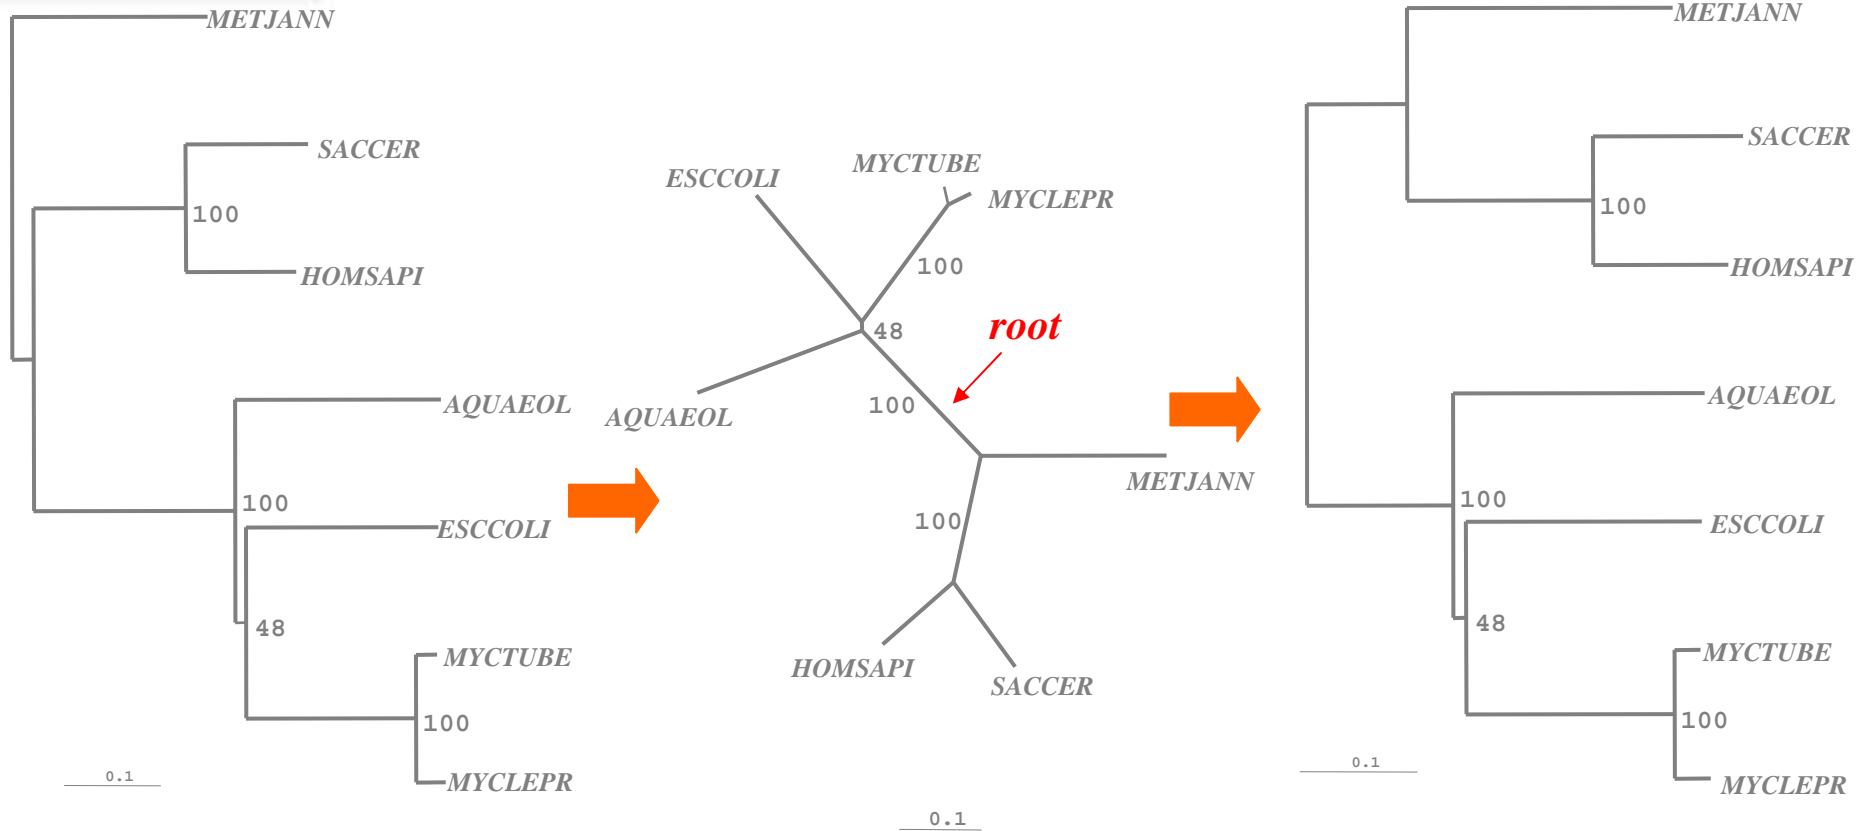 METJANN
SACCER
100
HOMSAPI
AQUAEOL
100
ESCCOLI
48
MYCTUBE
100
MYCLEPR
0.1
MYCTUBE
ESCCOLI
MYCLEPR
100
root
48
100
AQUAEOL
METJANN
100
HOMSAPI
SACCER
0.1
METJANN
SACCER
100
HOMSAPI
AQUAEOL
100
ESCCOLI
48
MYCTUBE
100
MYCLEPR
0.1